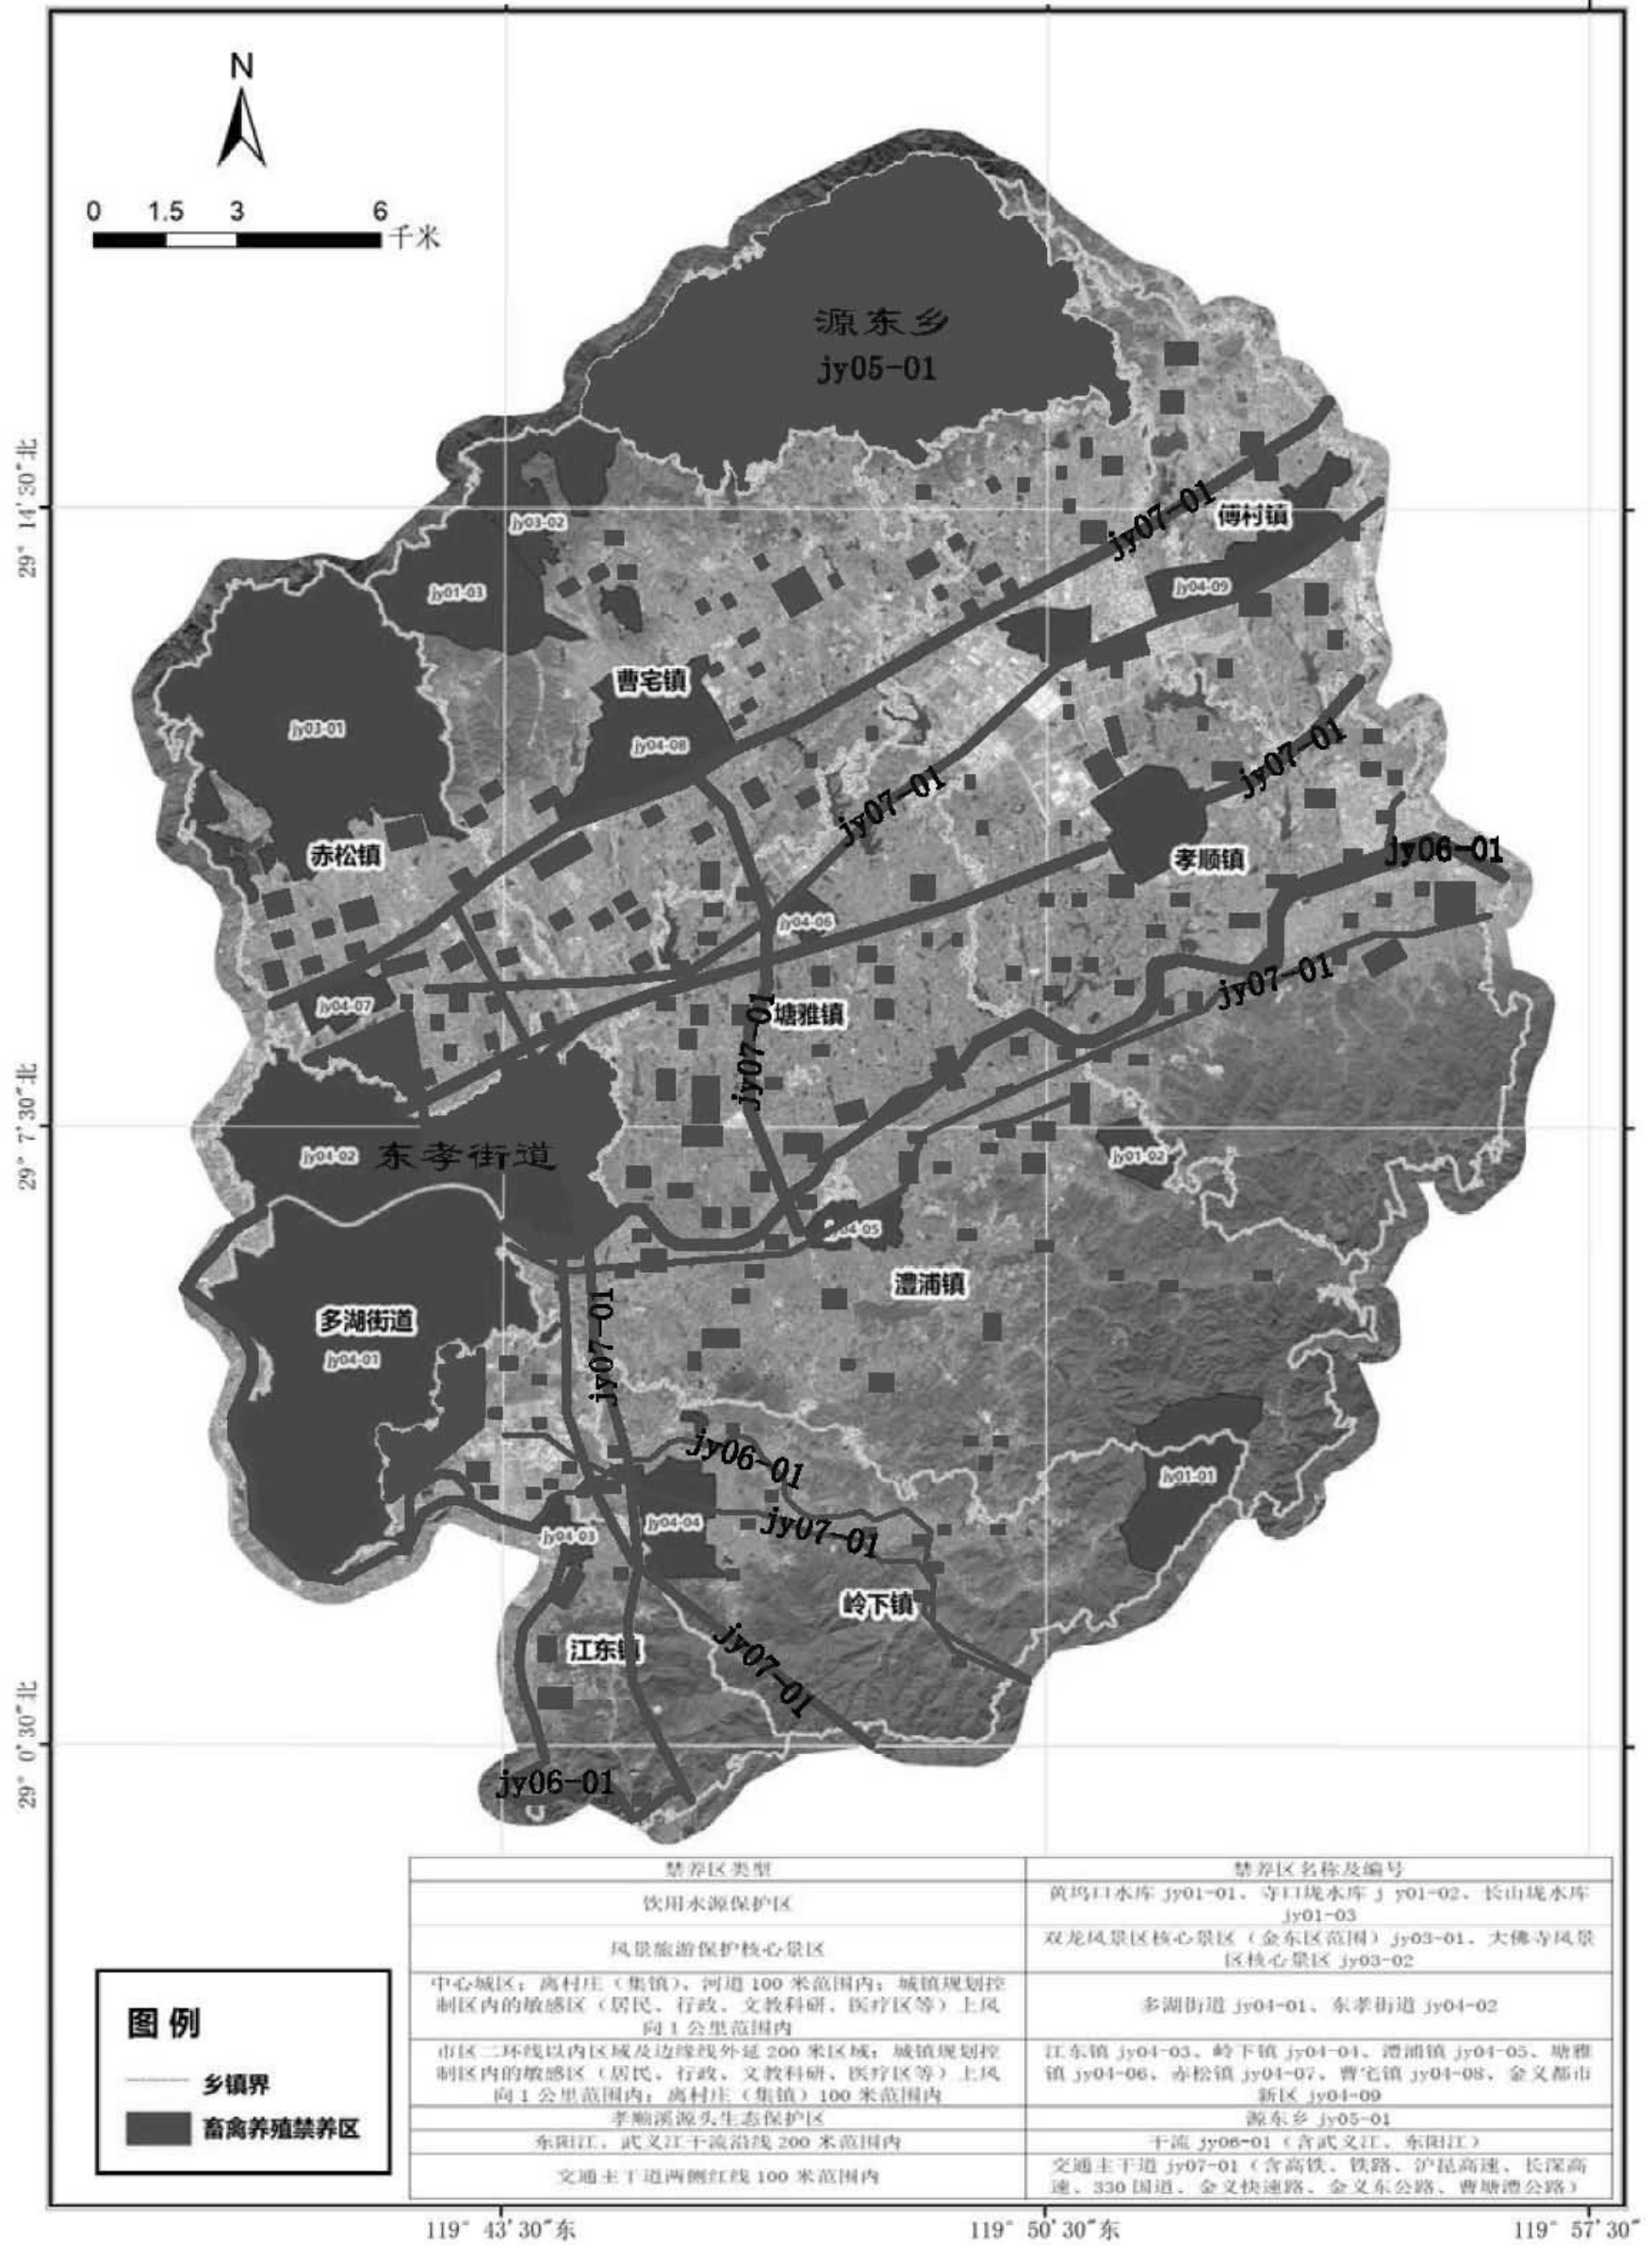 N
0 1.5 3 6
千米
源东乡
jy05-01
29° 14′30″北
jy03-02
jy07-01
傅村镇
jy01-03
jy04-09
曹宅镇
jy03-01
jy04-08
jy07-01
jy07-01
赤松镇
孝顺镇
jy06-01
jy04-06
jy04-07
jy07-01
塘雅镇
jy07-01
29° 7′30″北
jy04-02
东孝街道
jy01-02
jy04-05
澧浦镇
多湖街道
jy04-01
jy07-01
jy06-01
jy01-01
jy04-03
jy04-04
jy07-01
岭下镇
江东镇
jy07-01
29° 0′30″北
jy06-01
禁养区类型 禁养区名称及编号
饮用水源保护区
黄坞口水库 jy01-01、寺口垅水库 j y01-02、长山垅水库
jy01-03
风景旅游保护核心景区
双龙风景区核心景区（金东区范围）jy03-01、大佛寺风景
区核心景区 jy03-02
中心城区；离村庄（集镇）、河道 100 米范围内；城镇规划控
制区内的敏感区（居民、行政、文教科研、医疗区等）上风
向 1 公里范围内
多湖街道 jy04-01、东孝街道 jy04-02
市区二环线以内区域及边缘线外延 200 米区域；城镇规划控
制区内的敏感区（居民、行政、文教科研、医疗区等）上风
向 1 公里范围内；离村庄（集镇）100 米范围内
江东镇 jy04-03、岭下镇 jy04-04、澧浦镇 jy04-05、塘雅
镇 jy04-06、赤松镇 jy04-07、曹宅镇 jy04-08、金义都市
新区 jy04-09
孝顺溪源头生态保护区 源东乡 jy05-01
东阳江、武义江干流沿线 200 米范围内 干流 jy06-01（含武义江、东阳江）
交通主干道两侧红线 100 米范围内
交通主干道 jy07-01（含高铁、铁路、沪昆高速、长深高
速、330 国道、金义快速路、金义东公路、曹塘澧公路）
图例
乡镇界
畜禽养殖禁养区
119° 43′30″东 119° 50′30″东 119° 57′30″